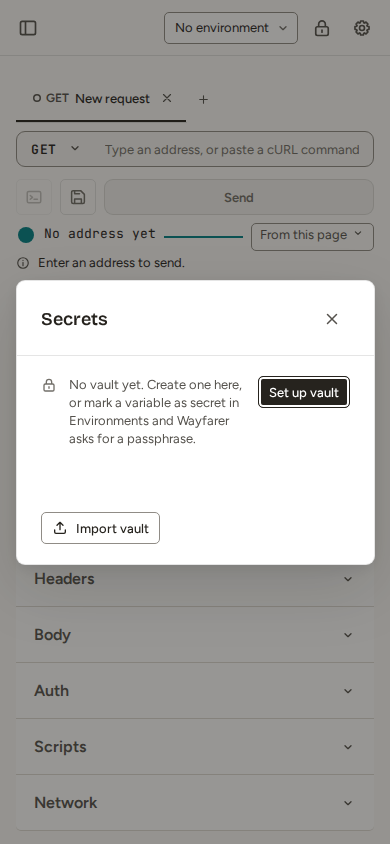 No environment
GET New request
GET
Type an address, or paste a cURL command
Send
No address yet
From this page
Enter an address to send.
Secrets
No vault yet. Create one here,
or mark a variable as secret in
Environments and Wayfarer
asks for a passphrase.
Set up vault
Import vault
Headers
Body
Auth
Scripts
Network